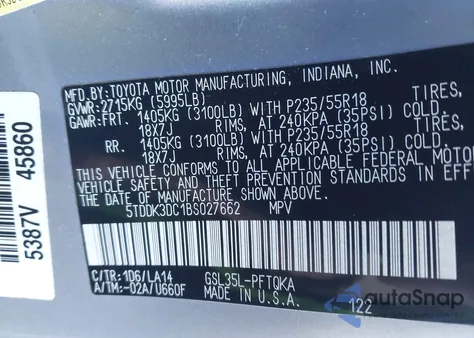 MFD.BY:TOYOTA MOTOR MANUFACTURING, INDIANA, INC.
GVWR:2715KG (5995LB)
GAWR:FRT. 1405KG (3100LB) WITH P235/55R18 TIRES,
18X7J RIMS, AT 240KPA (35PSI) COLD.
RR. 1405KG (3100LB) WITH P235/55R18 TIRES,
18X7J RIMS, AT 240KPA (35PSI) COLD.
THIS VEHICLE CONFORMS TO ALL APPLICABLE FEDERAL MOTOR
VEHICLE SAFETY AND THEFT PREVENTION STANDARDS IN EFF
ON THE DATE OF MANUFACTURE SHOWN ABOVE.
5TDDK3DC1BS027662 MPV
C/TR:1D6/LA14 GSL35L-PFTQKA
A/TM:-02A/U660F MADE IN U.S.A.
122
5387V 45860
autoSnap